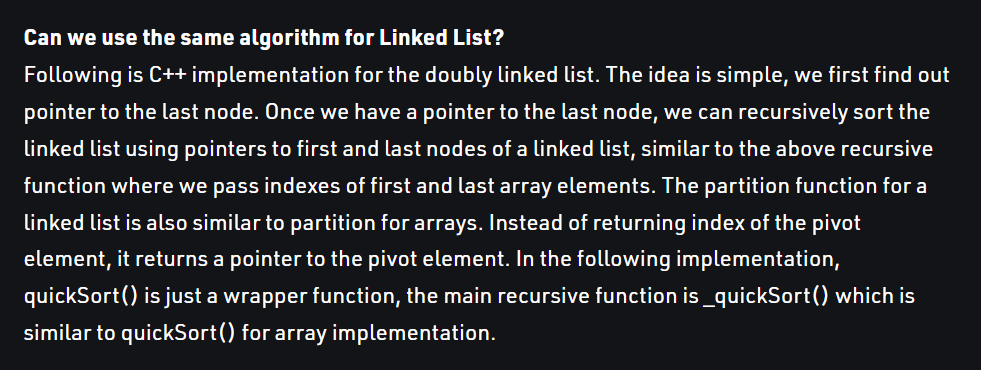 Can we use the same algorithm for Linked List?
Following is C++ implementation for the doubly linked list. The idea is simple, we first find out
pointer to the last node. Once we have a pointer to the last node, we can recursively sort the
linked list using pointers to first and last nodes of a linked list, similar to the above recursive
function where we pass indexes of first and last array elements. The partition function for a
linked list is also similar to partition for arrays. Instead of returning index of the pivot
element, it returns a pointer to the pivot element. In the following implementation,
quickSort() is just a wrapper function, the main recursive function is _quickSort() which is
similar to quickSort() for array implementation.